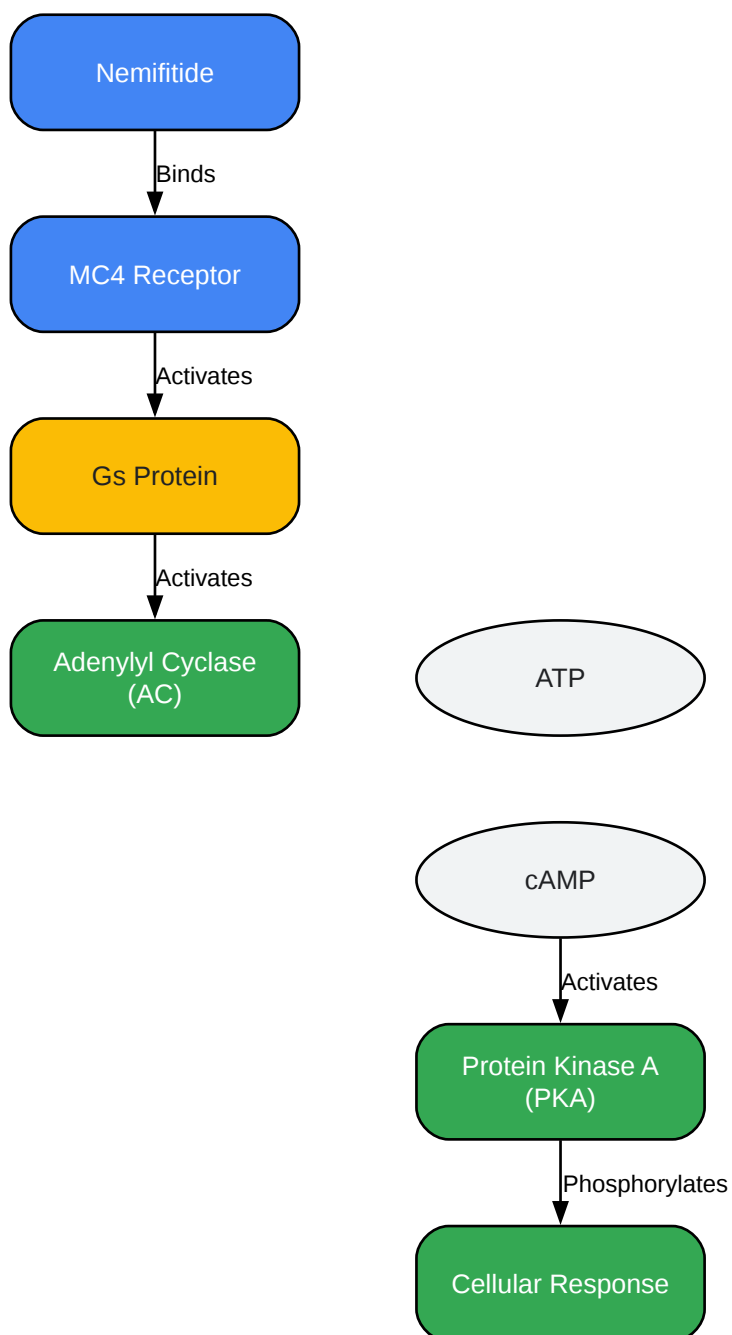 Nemifitide
Binds
MC4 Receptor
Activates
Gs Protein
Activates
Adenylyl Cyclase
(AC)
ATP
cAMP
Activates
Protein Kinase A
(PKA)
Phosphorylates
Cellular Response